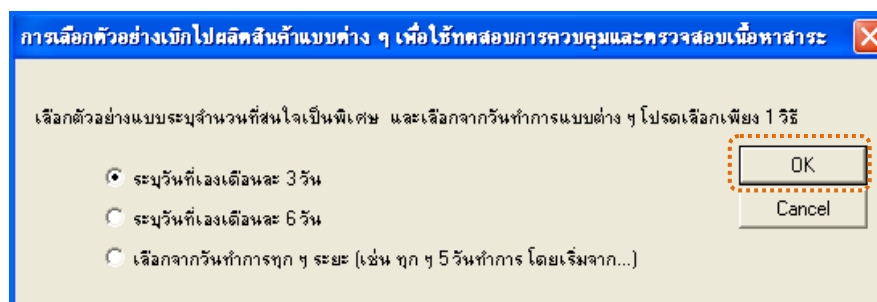 การเลือกตัวอย่างเบิกไปผลิตสินค้าแบบต่าง ๆ เพื่อใช้ทดสอบการควบคุมและตรวจสอบเนื้อหาสาระ
เลือกตัวอย่างแบบระบุจำนวนที่สนใจเป็นพิเศษ และเลือกจากวันทำการแบบต่าง ๆ โปรดเลือกเพียง 1 วิธี
ระบุวันที่เองเดือนละ 3 วัน
OK
ระบุวันที่เองเดือนละ 6 วัน
Cancel
เลือกจากวันทำการทุก ๆ ระยะ (เช่น ทุก ๆ 5 วันทำการ โดยเริ่มจาก...)